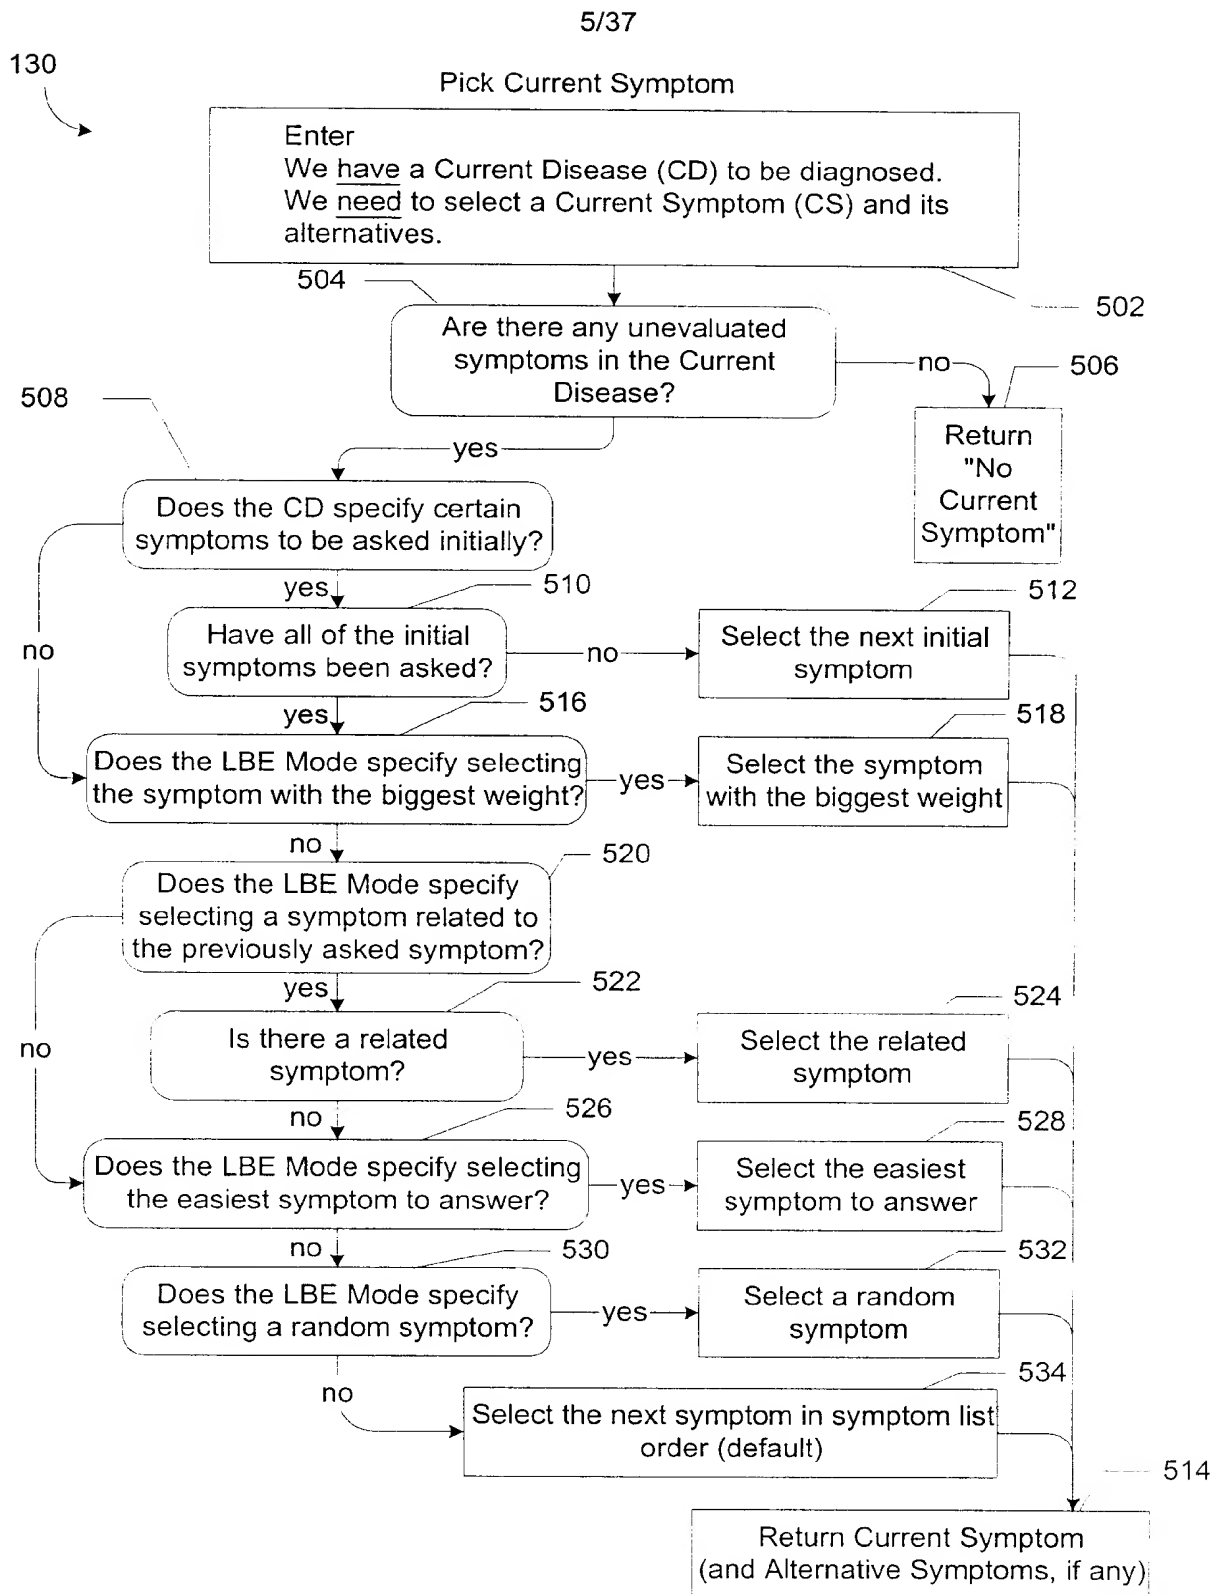 5/37
130
Pick Current Symptom
Enter
We have a Current Disease (CD) to be diagnosed.
We need to select a Current Symptom (CS) and its
alternatives.
504
502
Are there any unevaluated
symptoms in the Current
Disease?
no
506
508
yes
Return
"No
Current
Symptom"
Does the CD specify certain
symptoms to be asked initially?
yes
510
512
no
Have all of the initial
symptoms been asked?
no
Select the next initial
symptom
yes
516
518
Does the LBE Mode specify selecting
the symptom with the biggest weight?
yes
Select the symptom
with the biggest weight
no
520
Does the LBE Mode specify
selecting a symptom related to
the previously asked symptom?
yes
522
524
no
Is there a related
symptom?
yes
Select the related
symptom
no
526
528
Does the LBE Mode specify selecting
the easiest symptom to answer?
yes
Select the easiest
symptom to answer
no
530
532
Does the LBE Mode specify
selecting a random symptom?
yes
Select a random
symptom
no
534
Select the next symptom in symptom list
order (default)
514
Return Current Symptom
(and Alternative Symptoms, if any)